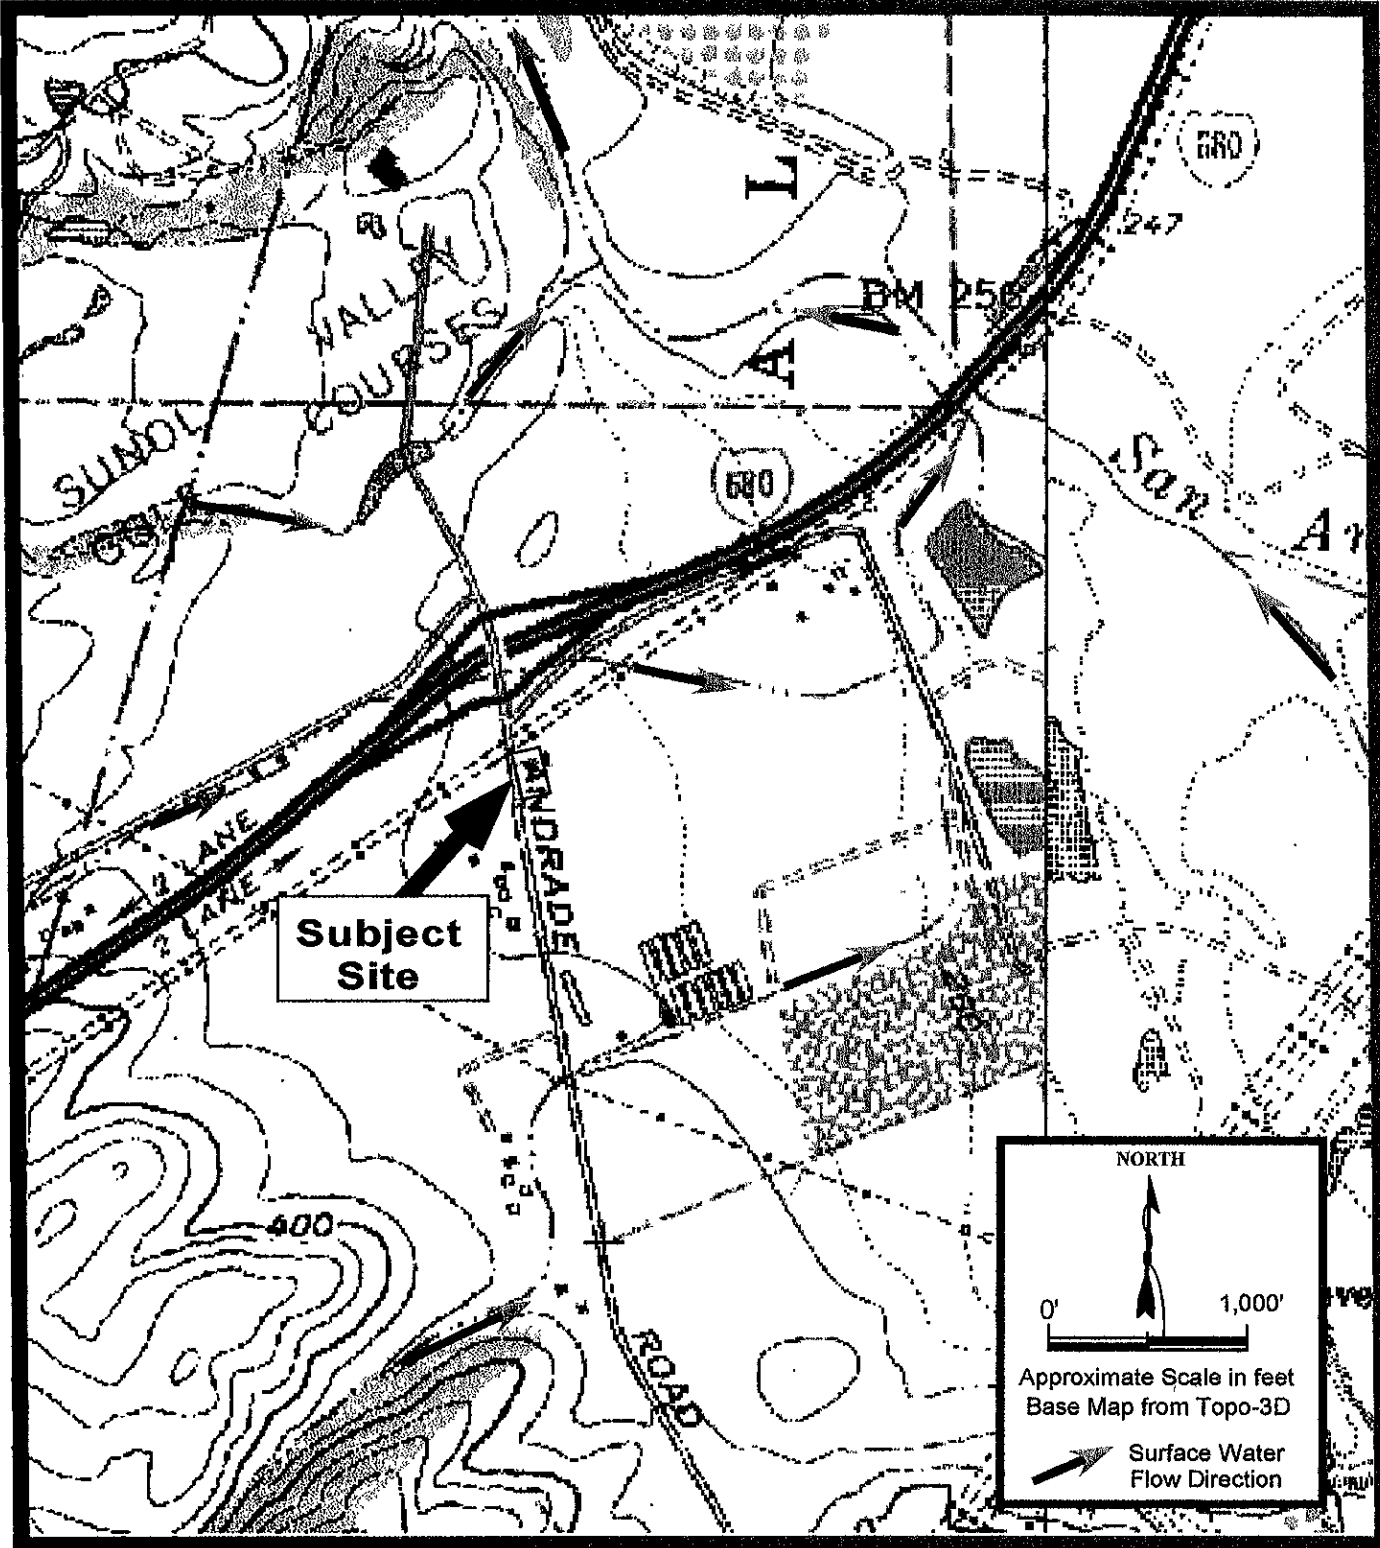 680
L
247
BM 256
VALLEY
COURSES
A
SUNOL
GOLF
680
San
An
2 LANE
2 LANE
ANDRADE
Subject
Site
400
ROAD
NORTH
0'
1,000'
Approximate Scale in feet
Base Map from Topo-3D
Surface Water
Flow Direction